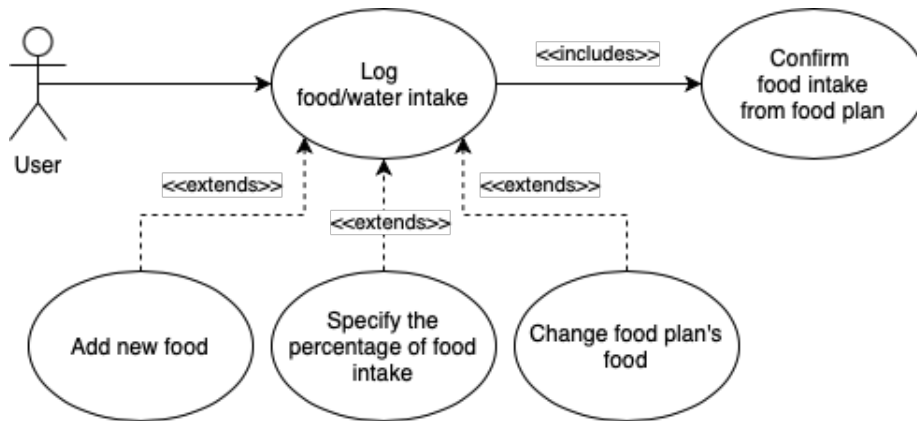 Log
food/water intake
<<includes>>
Confirm
food intake
from food plan
User
<<extends>>
<<extends>>
<<extends>>
Add new food
Specify the
percentage of food
intake
Change food plan's
food